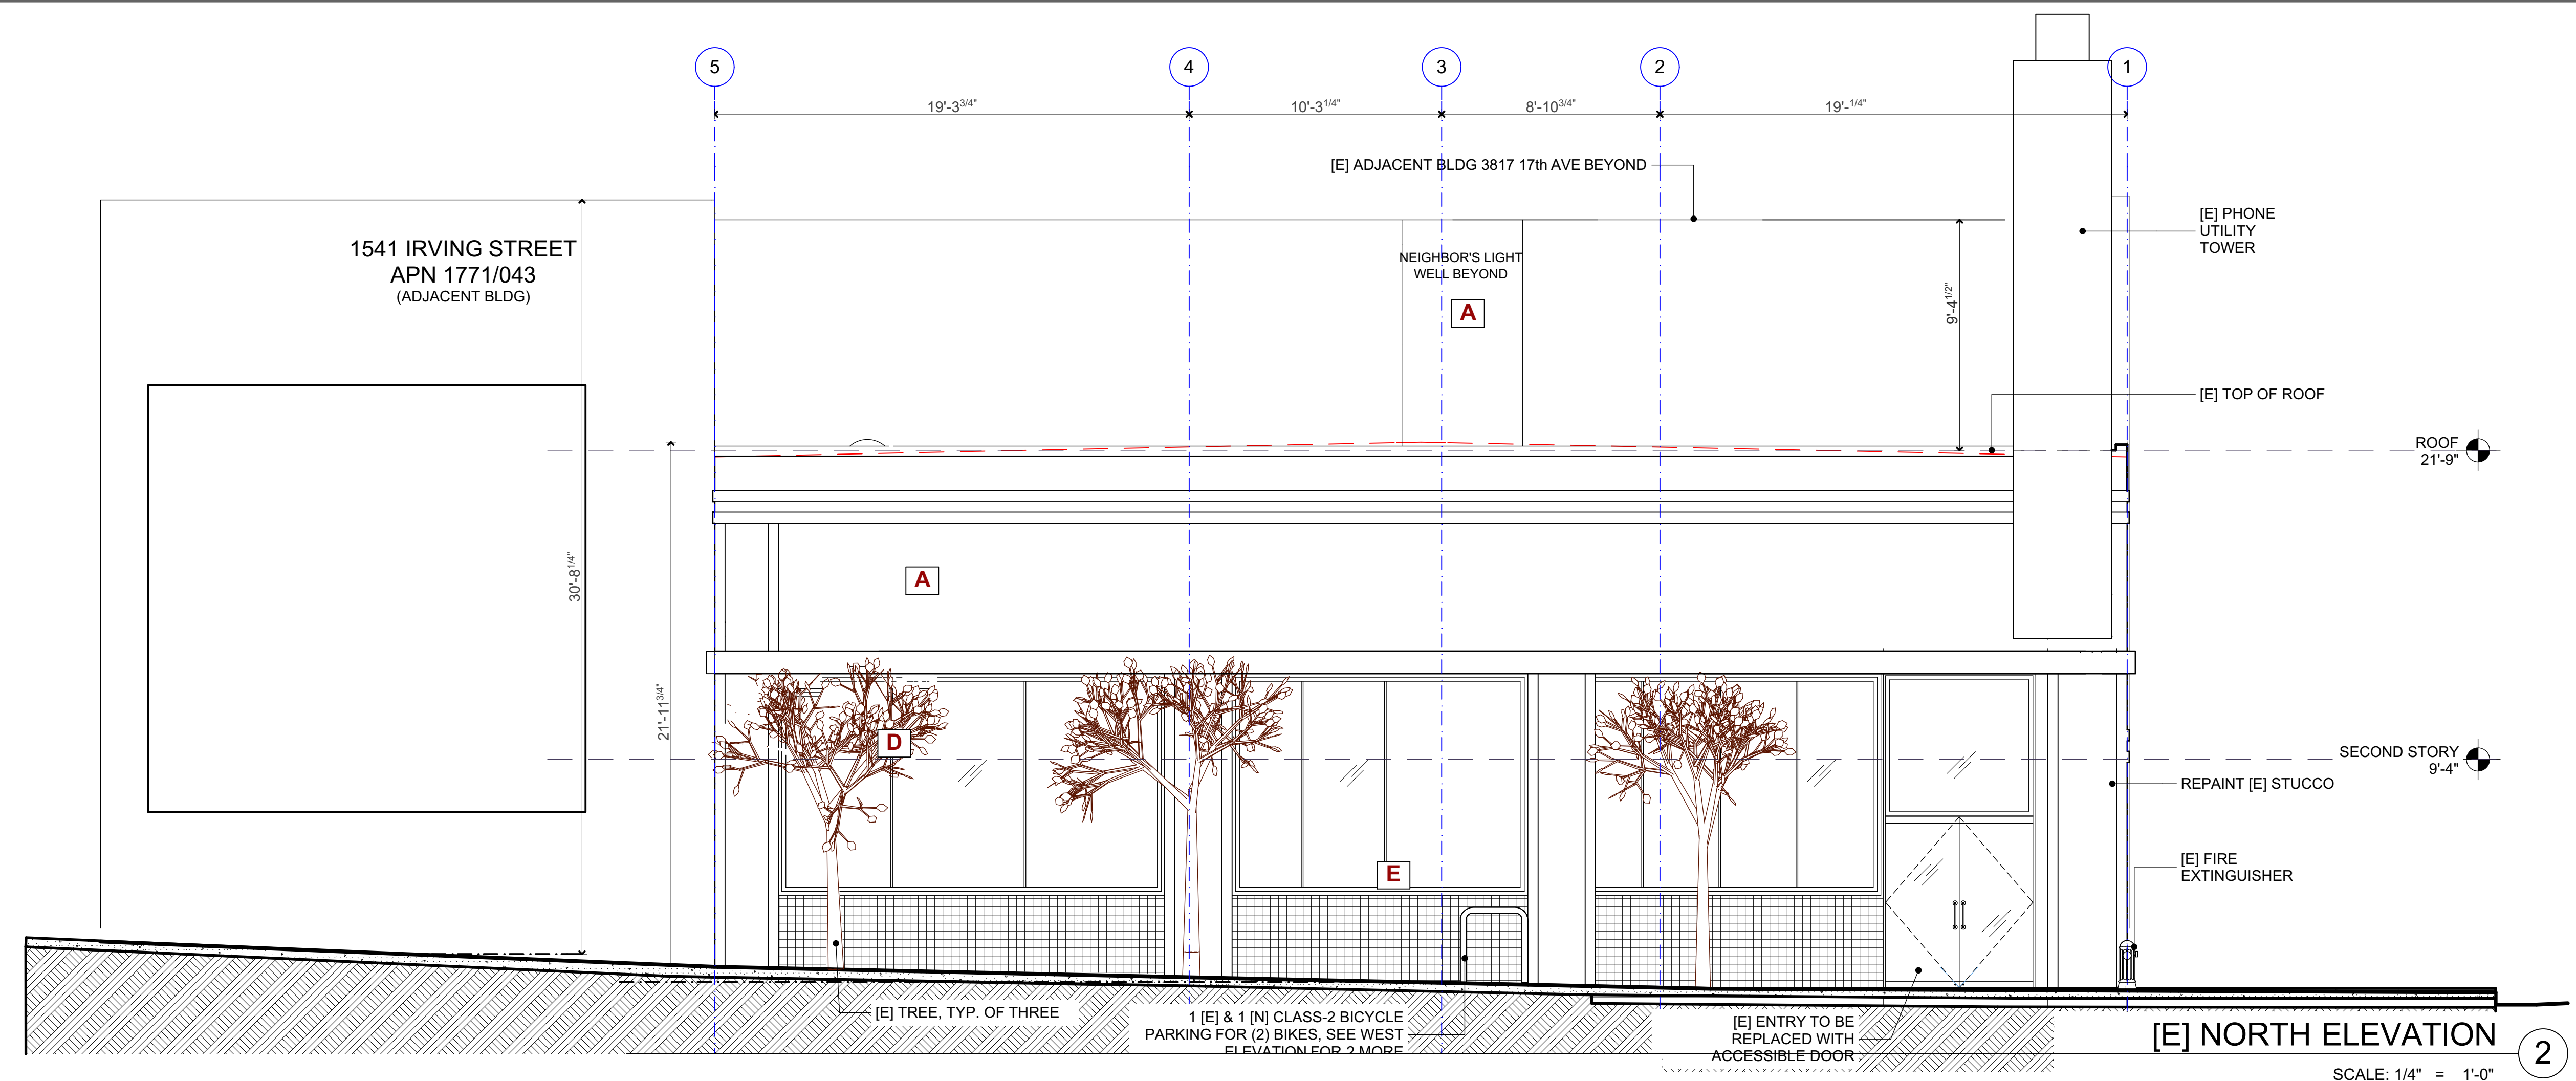 5
4
3
2
1
19'-3 3/4"
10'-3 1/4"
8'-10 3/4"
19'- 1/4"
[E] ADJACENT BLDG 3817 17th AVE BEYOND
[E] PHONE
UTILITY
TOWER
1541 IRVING STREET
APN 1771/043
(ADJACENT BLDG)
NEIGHBOR'S LIGHT
WELL BEYOND
A
9'-4 1/2"
[E] TOP OF ROOF
ROOF
21'-9"
30'-8 1/4"
A
21'-11 3/4"
D
SECOND STORY
9'-4"
REPAINT [E] STUCCO
E
[E] FIRE
EXTINGUISHER
[E] TREE, TYP. OF THREE
1 [E] & 1 [N] CLASS-2 BICYCLE
PARKING FOR (2) BIKES, SEE WEST
ELEVATION FOR 2 MORE
[E] ENTRY TO BE
REPLACED WITH
ACCESSIBLE DOOR
[E] NORTH ELEVATION
2
SCALE: 1/4" = 1'-0"